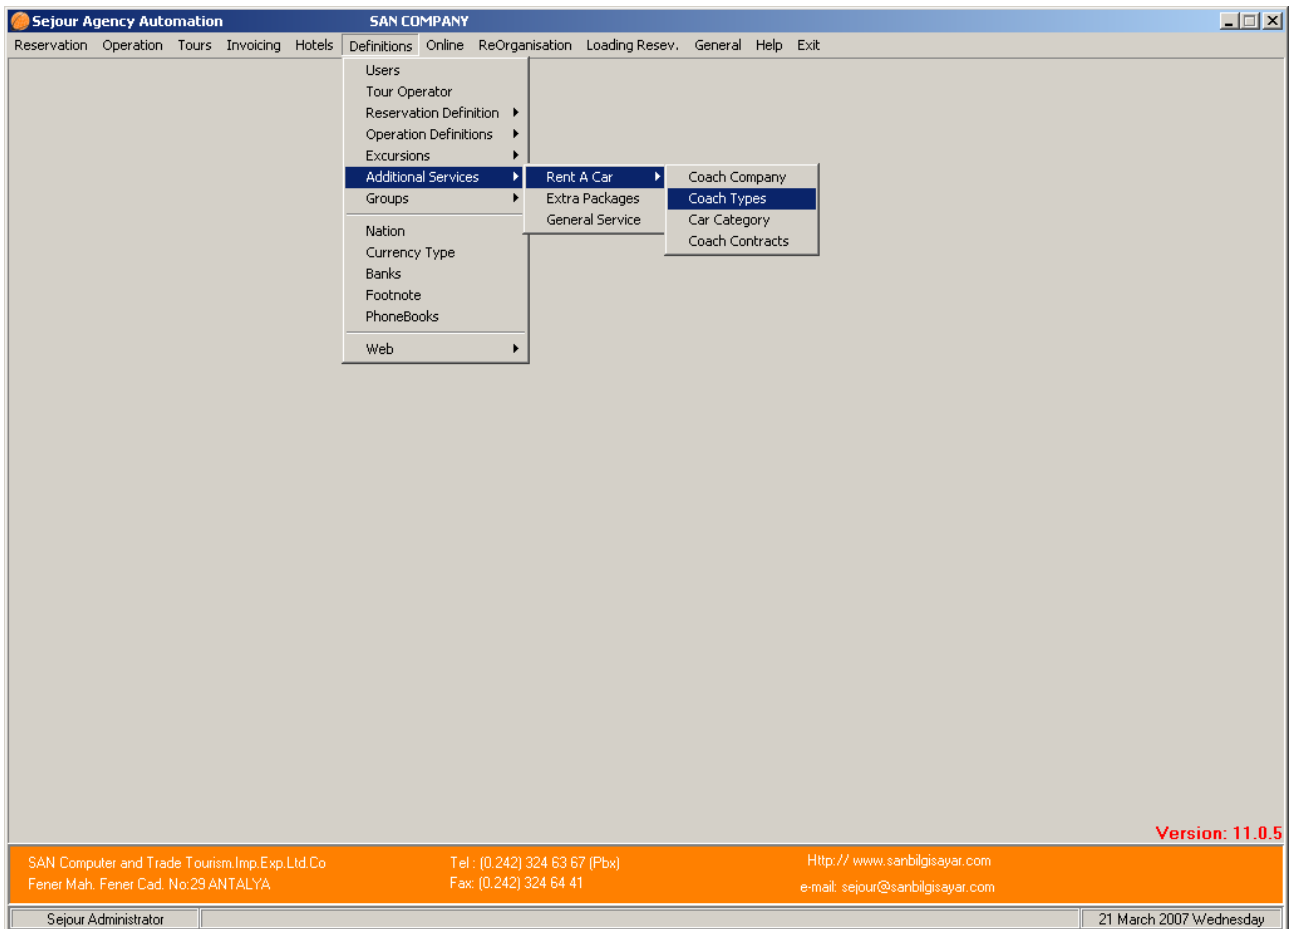 Sejour Agency Automation SAN COMPANY
Reservation Operation Tours Invoicing Hotels Definitions Online ReOrganisation Loading Resev. General Help Exit
Users
Tour Operator
Reservation Definition
Operation Definitions
Excursions
Additional Services
Groups
Nation
Currency Type
Banks
Footnote
PhoneBooks
Web
Rent A Car
Extra Packages
General Service
Coach Company
Coach Types
Car Category
Coach Contracts
Version: 11.0.5
SAN Computer and Trade Tourism.Imp.Exp.Ltd.Co
Fener Mah. Fener Cad. No:29 ANTALYA
Tel : (0.242) 324 63 67 (Pbx)
Fax: (0.242) 324 64 41
Http:// www.sanbilgisayar.com
e-mail: sejour@sanbilgisayar.com
Sejour Administrator
21 March 2007 Wednesday